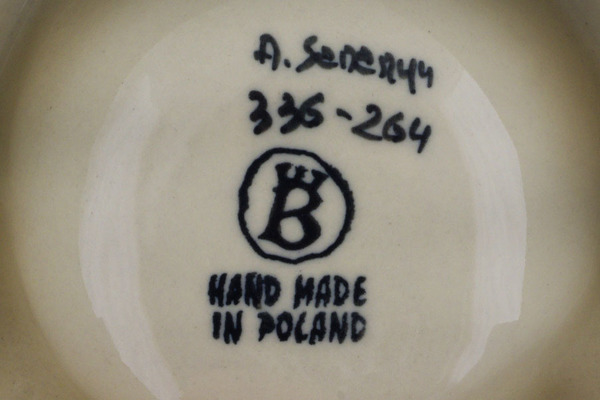 A.
336-264
B
HAND MADE
IN POLAND